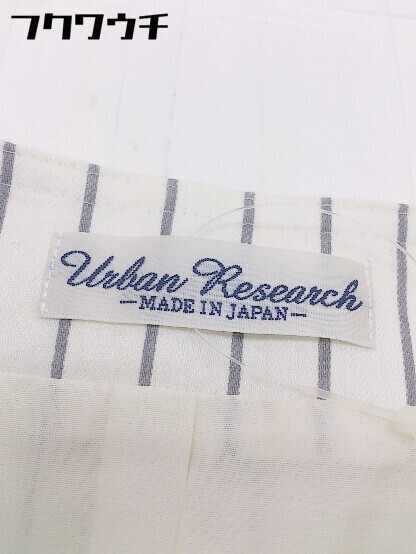 フクワウチ
Urban Research
-MADE IN JAPAN-